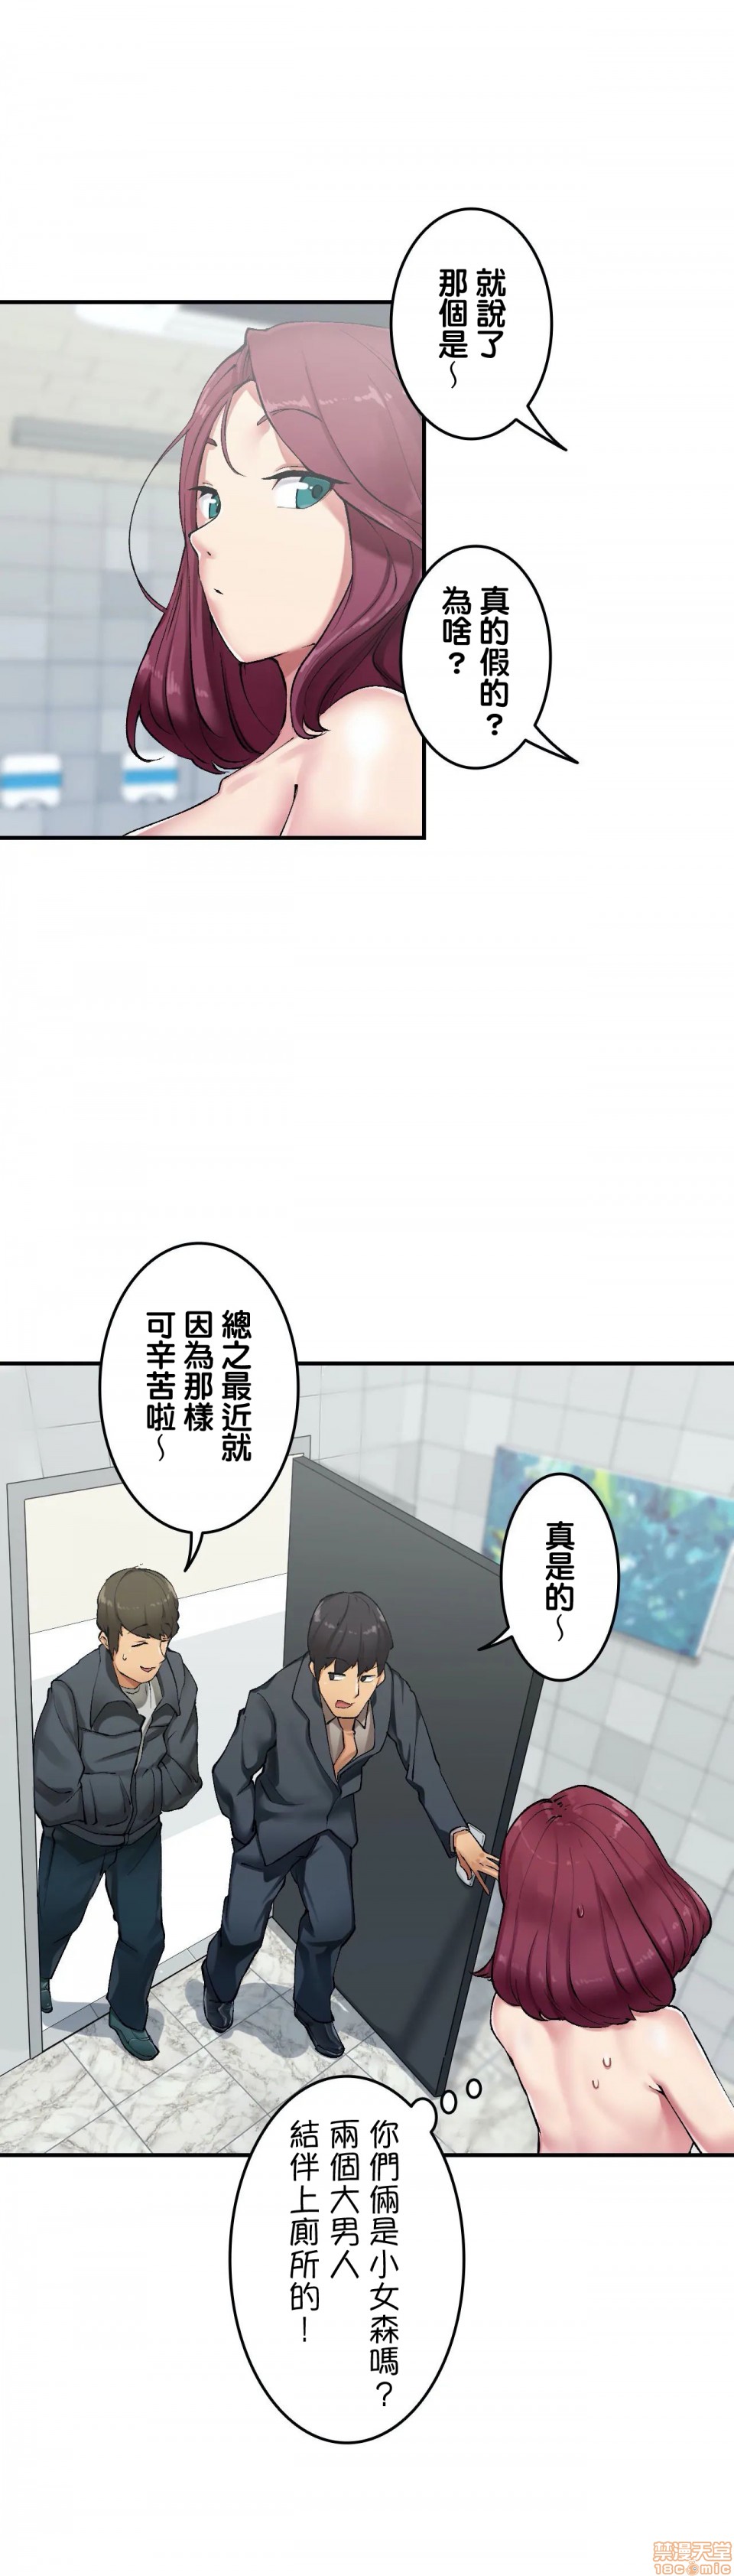 就說了
那個是～
真的假的？
為啥？
總之最近就
因為那樣
可辛苦啦～
真是的～
你們倆是小女森嗎？
兩個大男人
結伴上廁所的！
禁漫天堂
18comic